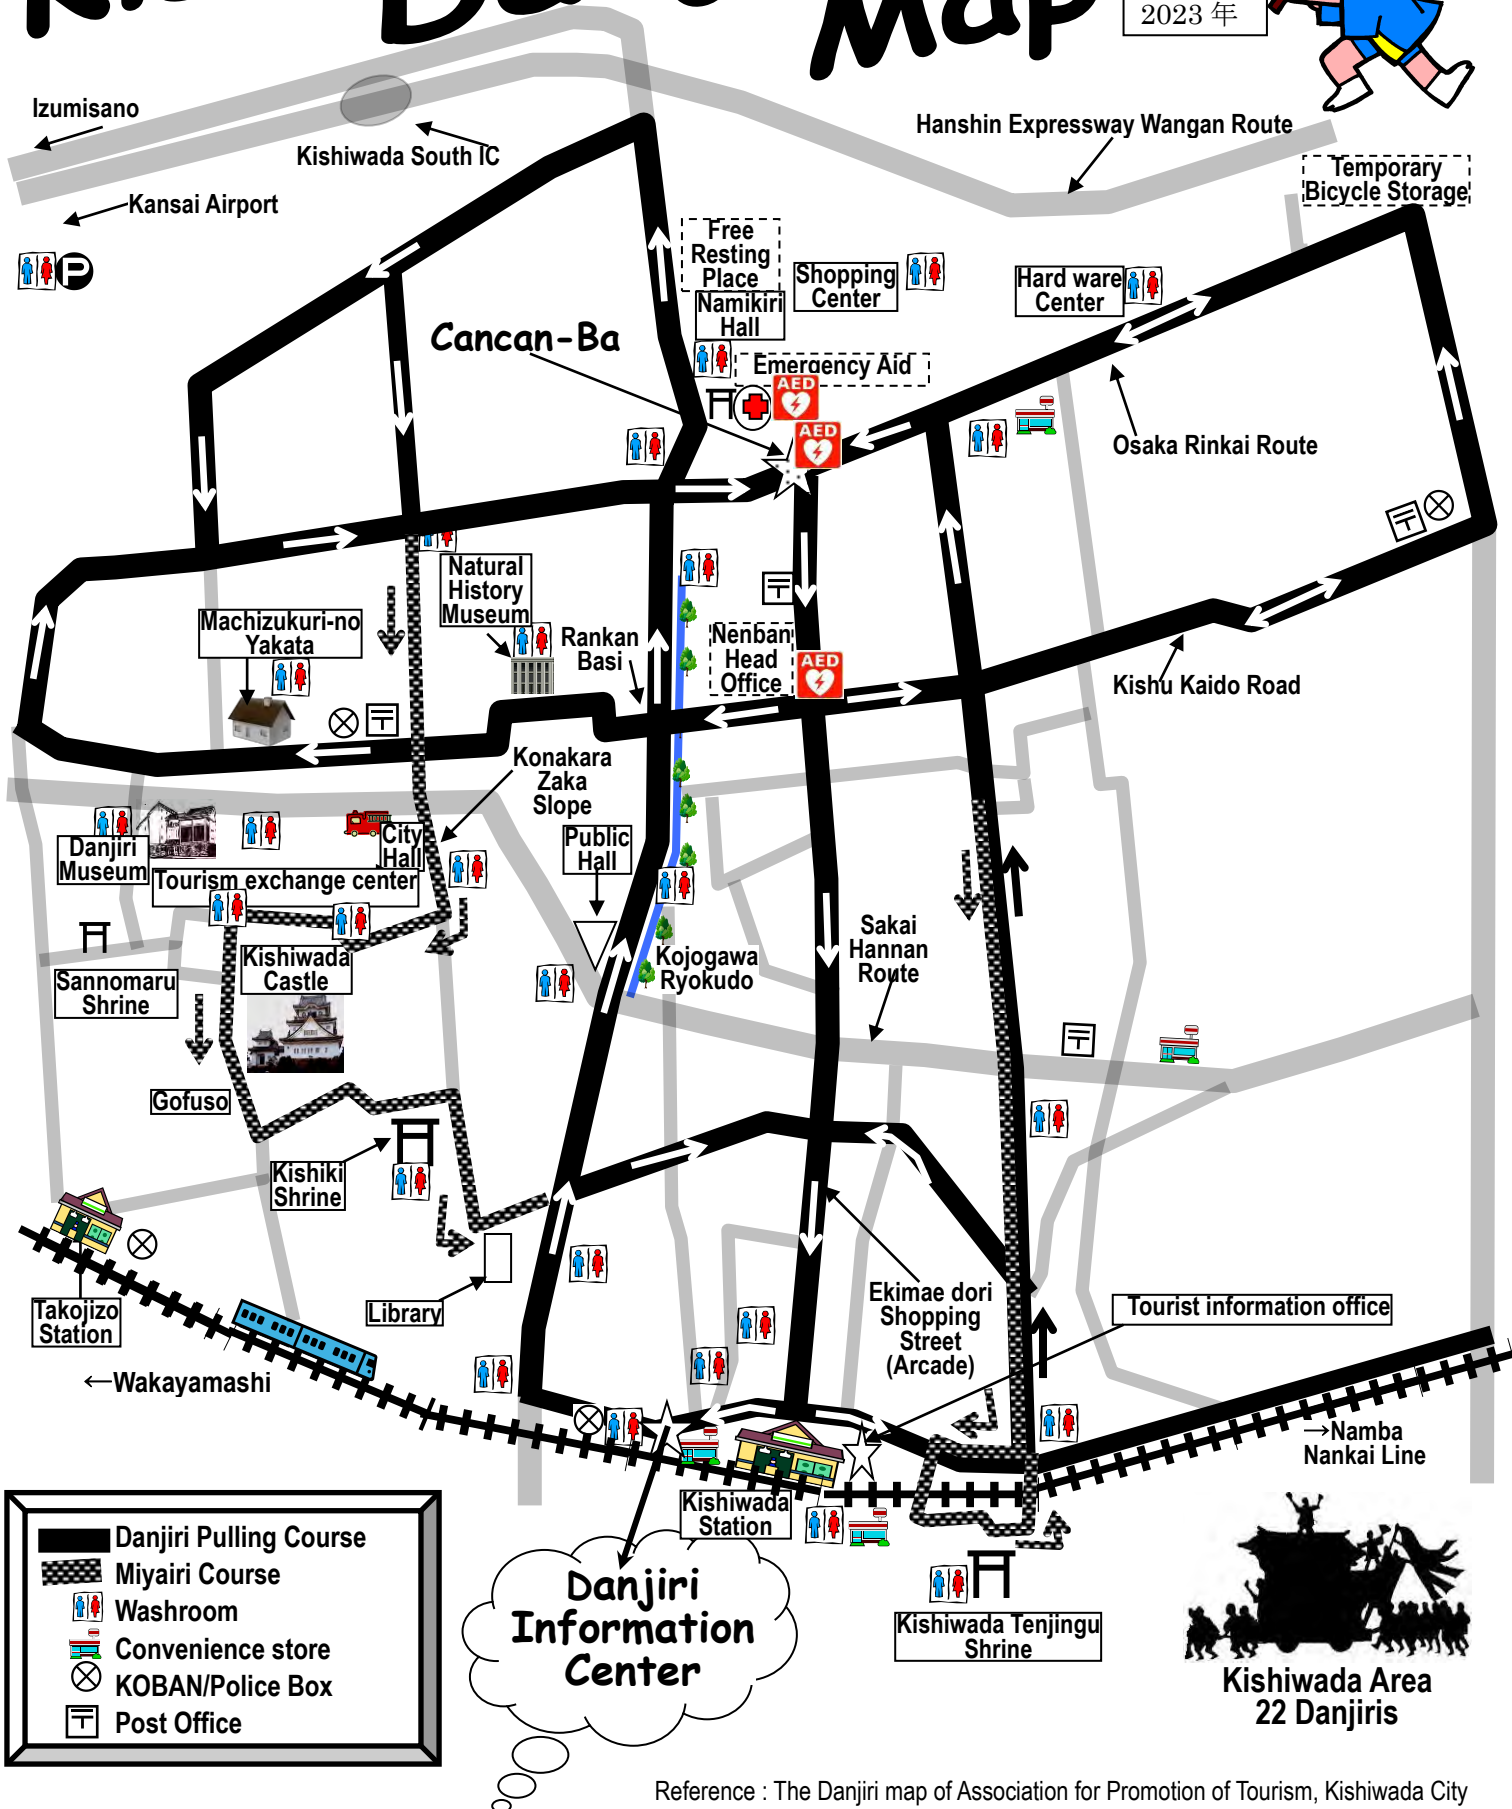 Map
2023 年
Izumisano
Kishiwada South IC
Kansai Airport
Hanshin Expressway Wangan Route
Temporary
Bicycle Storage
P
Free
Resting
Place
Namikiri
Hall
Shopping
Center
Hard ware
Center
Cancan-Ba
Emergency Aid
AED
AED
Osaka Rinkai Route
Natural
History
Museum
Machizukuri-no
Yakata
Rankan
Basi
Nenban
Head
Office
AED
Kishu Kaido Road
Konakara
Zaka
Slope
Danjiri
Museum
City
Hall
Public
Hall
Tourism exchange center
Sakai
Hannan
Route
Kojogawa
Ryokudo
Kishiwada
Castle
Sannomaru
Shrine
Gofuso
Kishiki
Shrine
Takojizo
Station
Library
←Wakayamashi
Ekimae dori
Shopping
Street
(Arcade)
Tourist information office
→Namba
Nankai Line
Kishiwada
Station
Danjiri
Information
Center
Kishiwada Tenjingu
Shrine
Kishiwada Area
22 Danjiris
Danjiri Pulling Course
Miyairi Course
Washroom
Convenience store
KOBAN/Police Box
Post Office
Reference : The Danjiri map of Association for Promotion of Tourism, Kishiwada City